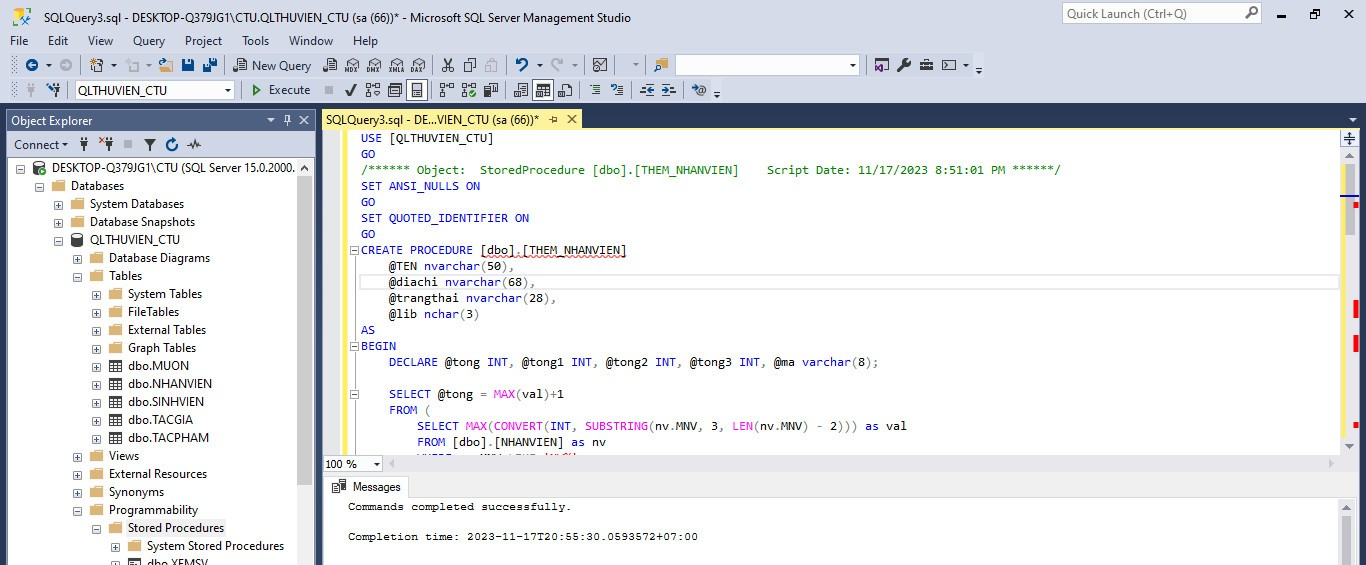 SQLQuery3.sql - DESKTOP-Q379JG1\CTU.QLTHUVIEN_CTU (sa (66))* - Microsoft SQL Server Management Studio
Quick Launch (Ctrl+Q)
File Edit View Query Project Tools Window Help
New Query
MDX DMX XMLA DAX
QLTHUVIEN_CTU
Execute
Object Explorer
Connect
DESKTOP-Q379JG1\CTU (SQL Server 15.0.2000.
Databases
System Databases
Database Snapshots
QLTHUVIEN_CTU
Database Diagrams
Tables
System Tables
FileTables
External Tables
Graph Tables
dbo.MUON
dbo.NHANVIEN
dbo.SINHVIEN
dbo.TACGIA
dbo.TACPHAM
Views
External Resources
Synonyms
Programmability
Stored Procedures
System Stored Procedures
dbo.XEMSV
SQLQuery3.sql - DE...VIEN_CTU (sa (66))*
USE [QLTHUVIEN_CTU]
GO
/****** Object:  StoredProcedure [dbo].[THEM_NHANVIEN]    Script Date: 11/17/2023 8:51:01 PM ******/
SET ANSI_NULLS ON
GO
SET QUOTED_IDENTIFIER ON
GO
CREATE PROCEDURE [dbo].[THEM_NHANVIEN]
@TEN nvarchar(50),
@diachi nvarchar(68),
@trangthai nvarchar(28),
@lib nchar(3)
AS
BEGIN
DECLARE @tong INT, @tong1 INT, @tong2 INT, @tong3 INT, @ma varchar(8);
SELECT @tong = MAX(val)+1
FROM (
SELECT MAX(CONVERT(INT, SUBSTRING(nv.MNV, 3, LEN(nv.MNV) - 2))) as val
FROM [dbo].[NHANVIEN] as nv
100 %
Messages
Commands completed successfully.
Completion time: 2023-11-17T20:55:30.0593572+07:00